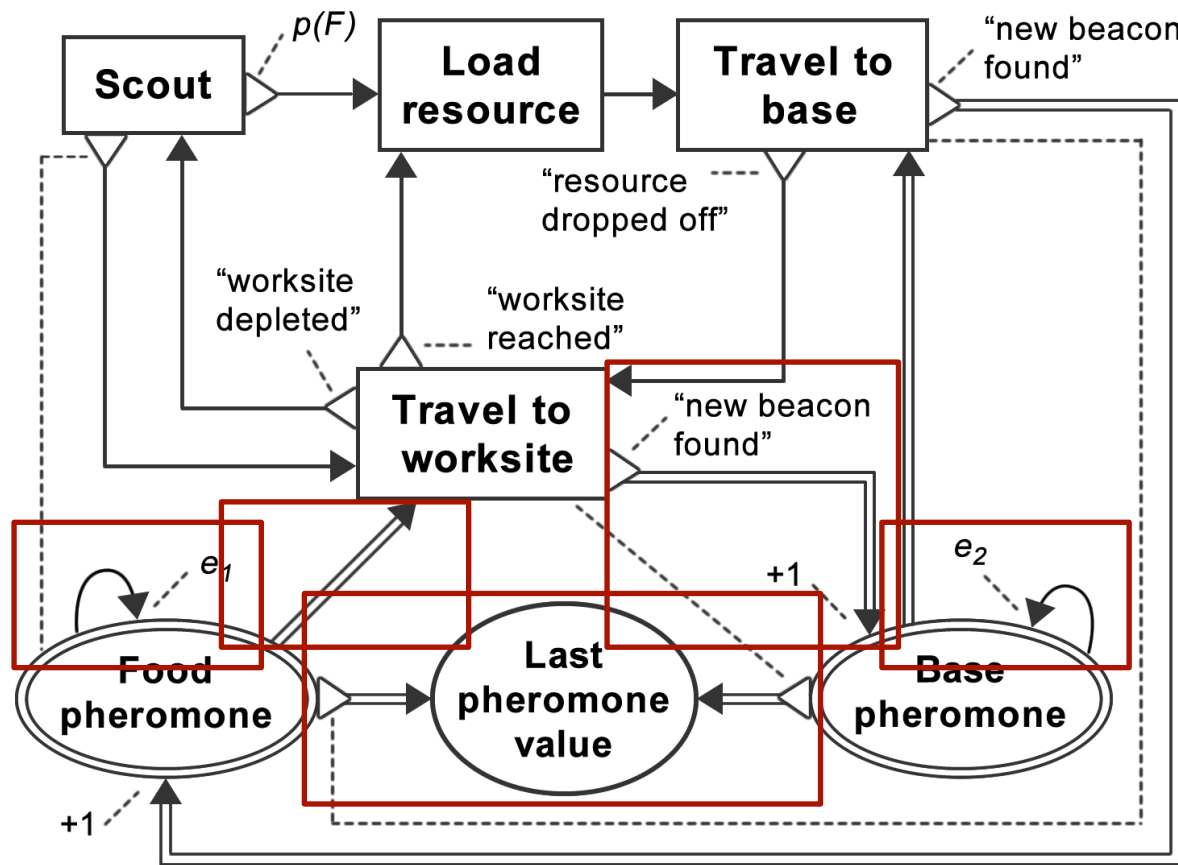 p(F)
“new beacon
found”
Scout
Load
resource
Travel to
base
“resource
dropped off”
“worksite
depleted”
“worksite
reached”
Travel to
worksite
“new beacon
found”
e1
+1
e2
Food
pheromone
Last
pheromone
value
Base
pheromone
+1